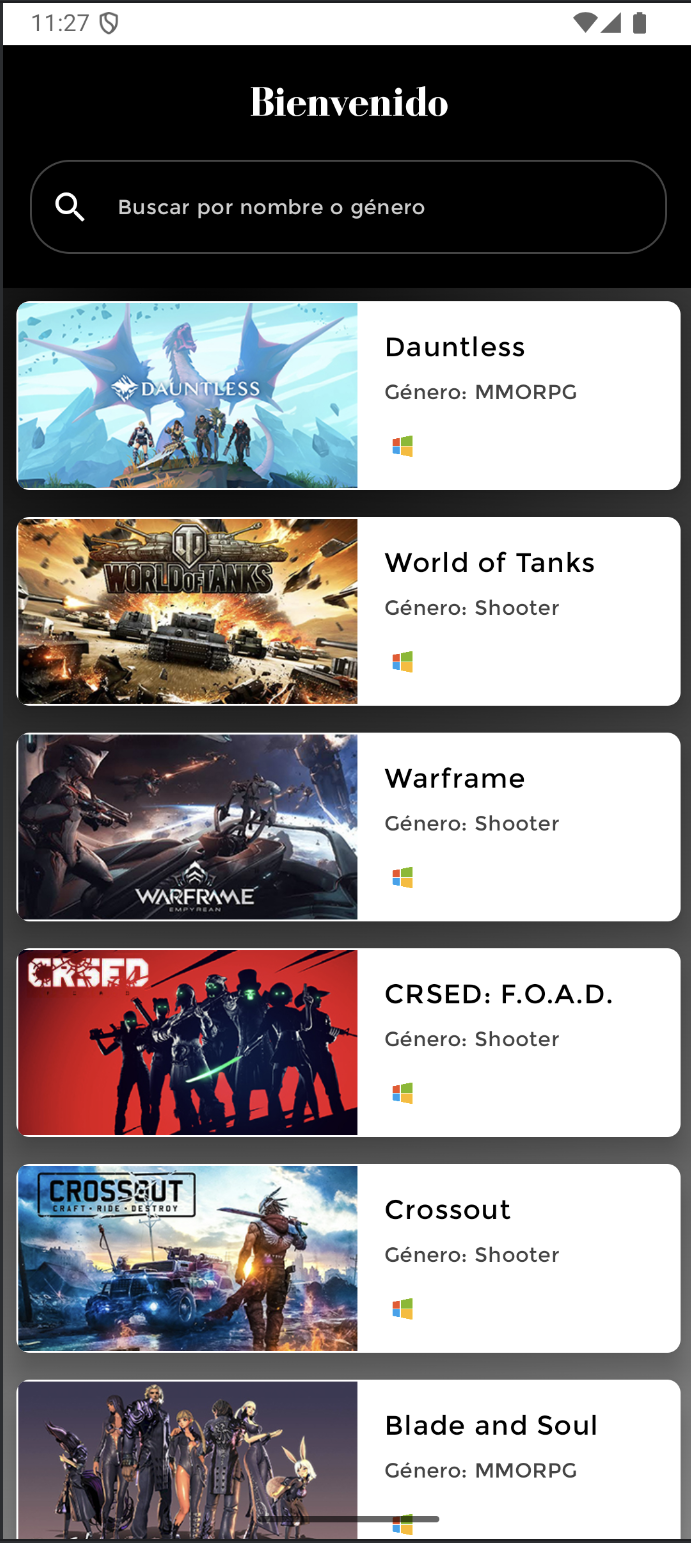 11:27
Bienvenido
Buscar por nombre o género
DAUNTLESS
Dauntless
Género: MMORPG
WORLD OF TANKS
World of Tanks
Género: Shooter
WARFRAME
EMPYREAN
Warframe
Género: Shooter
CRSED
F.O.A.D.
CRSED: F.O.A.D.
Género: Shooter
CROSSOUT
CRAFT · RIDE · DESTROY
Crossout
Género: Shooter
Blade and Soul
Género: MMORPG